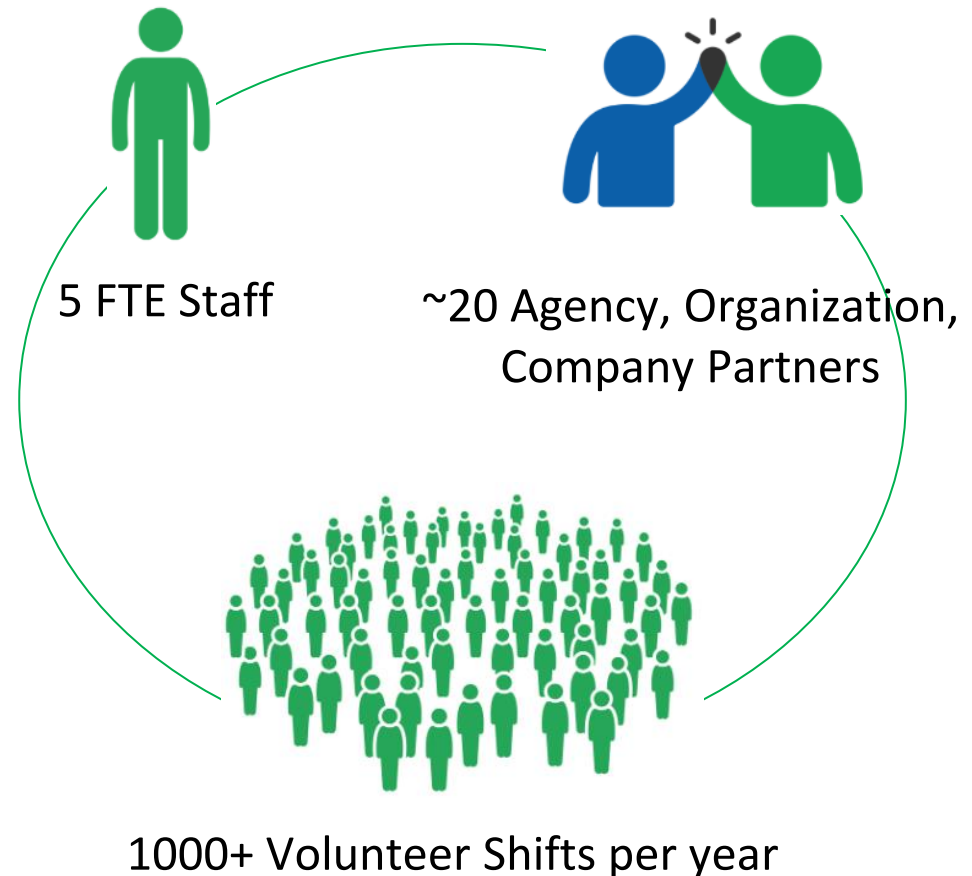 5 FTE Staff
~20 Agency, Organization,
Company Partners
1000+ Volunteer Shifts per year